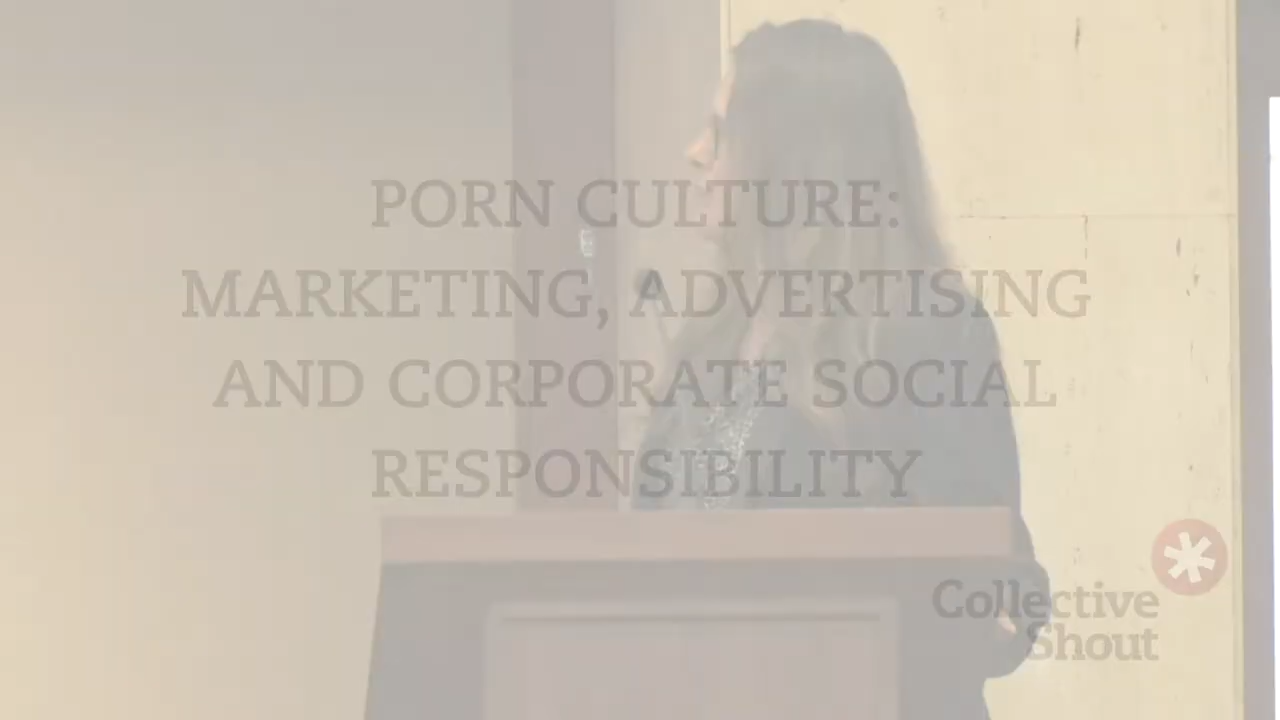 PORN CULTURE:
MARKETING, ADVERTISING
AND CORPORATE SOCIAL
RESPONSIBILITY
Collective
Shout